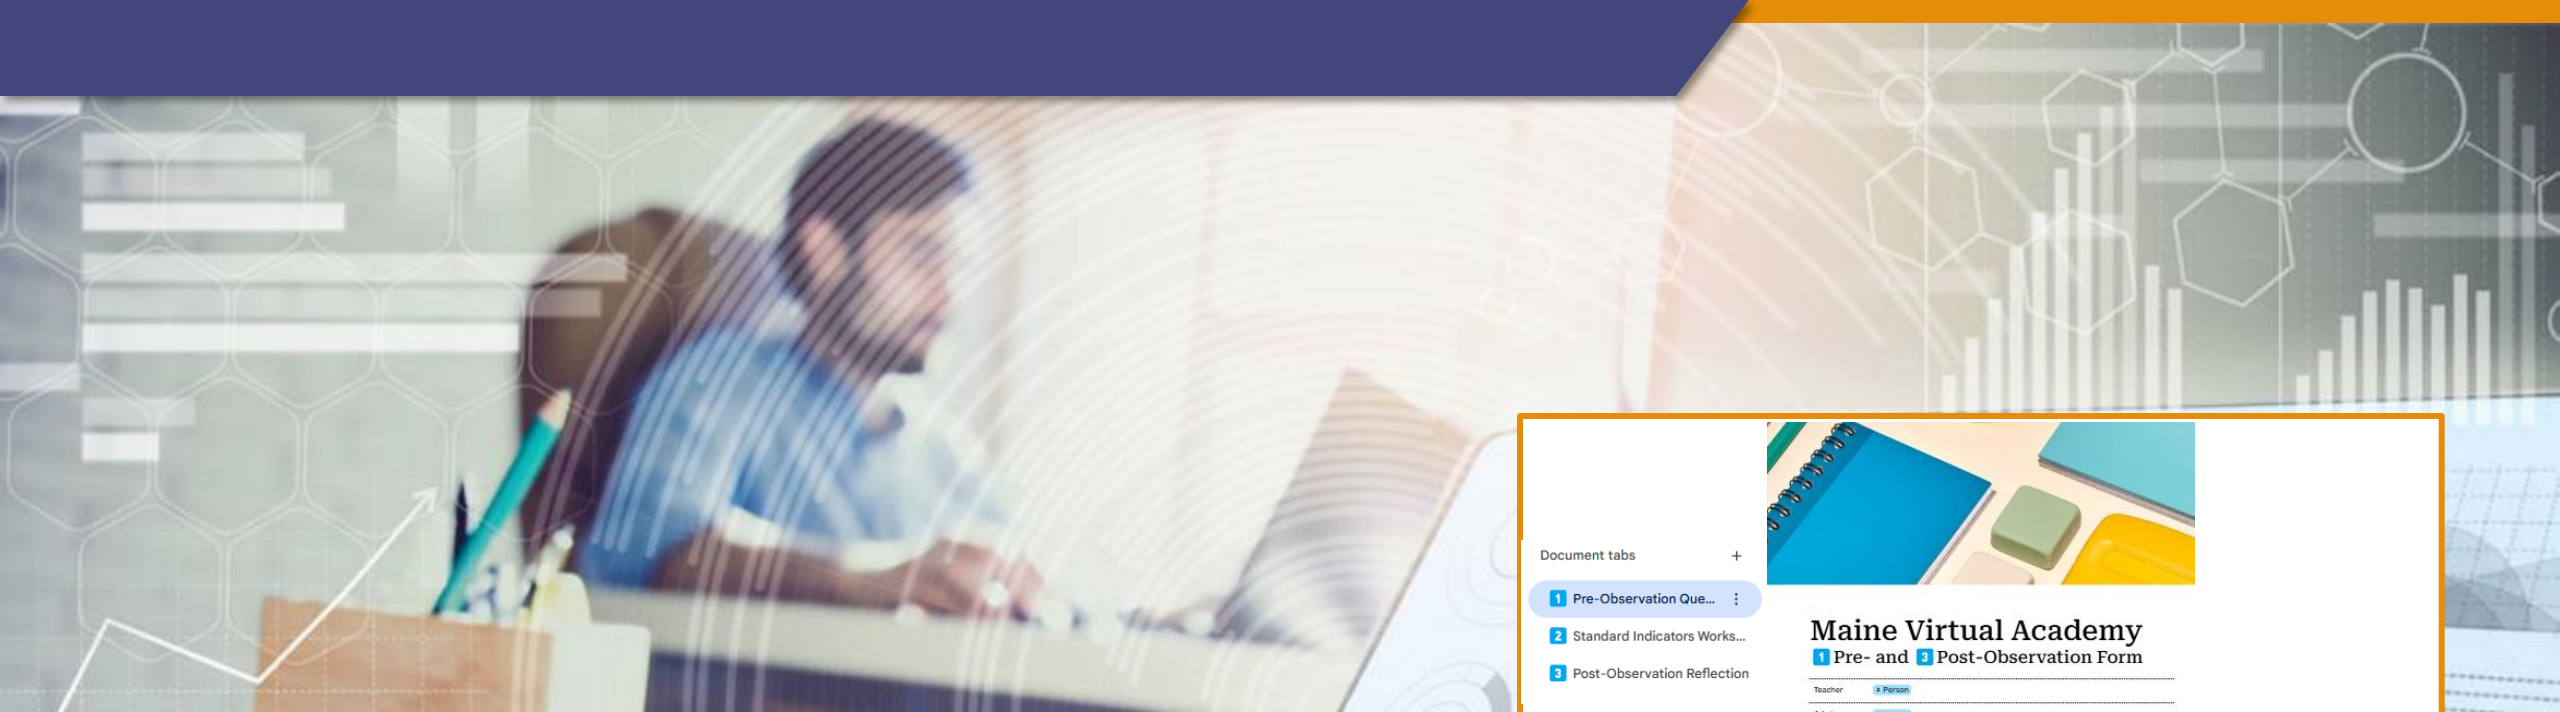 Document tabs
1 Pre-Observation Que...
2 Standard Indicators Works...
3 Post-Observation Reflection
Maine Virtual Academy
1 Pre- and 3 Post-Observation Form
Teacher Person